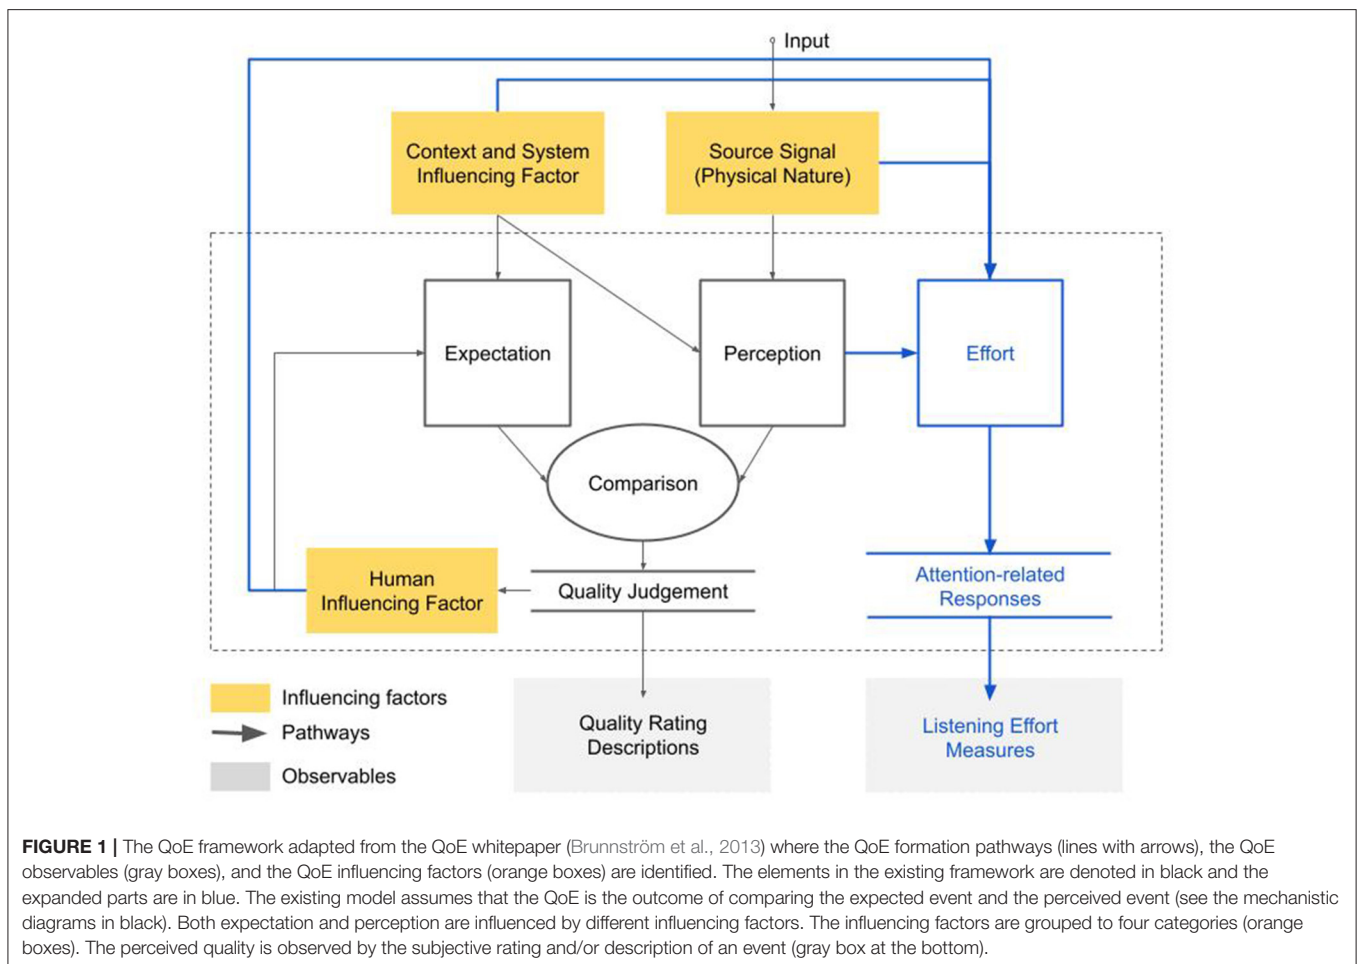 Input
Context and System
Influencing Factor
Source Signal
(Physical Nature)
Expectation
Perception
Effort
Comparison
Human
Influencing Factor
Quality Judgement
Attention-related
Responses
Influencing factors
Pathways
Observables
Quality Rating
Descriptions
Listening Effort
Measures
FIGURE 1 | The QoE framework adapted from the QoE whitepaper (Brunnström et al., 2013) where the QoE formation pathways (lines with arrows), the QoE
observables (gray boxes), and the QoE influencing factors (orange boxes) are identified. The elements in the existing framework are denoted in black and the
expanded parts are in blue. The existing model assumes that the QoE is the outcome of comparing the expected event and the perceived event (see the mechanistic
diagrams in black). Both expectation and perception are influenced by different influencing factors. The influencing factors are grouped to four categories (orange
boxes). The perceived quality is observed by the subjective rating and/or description of an event (gray box at the bottom).